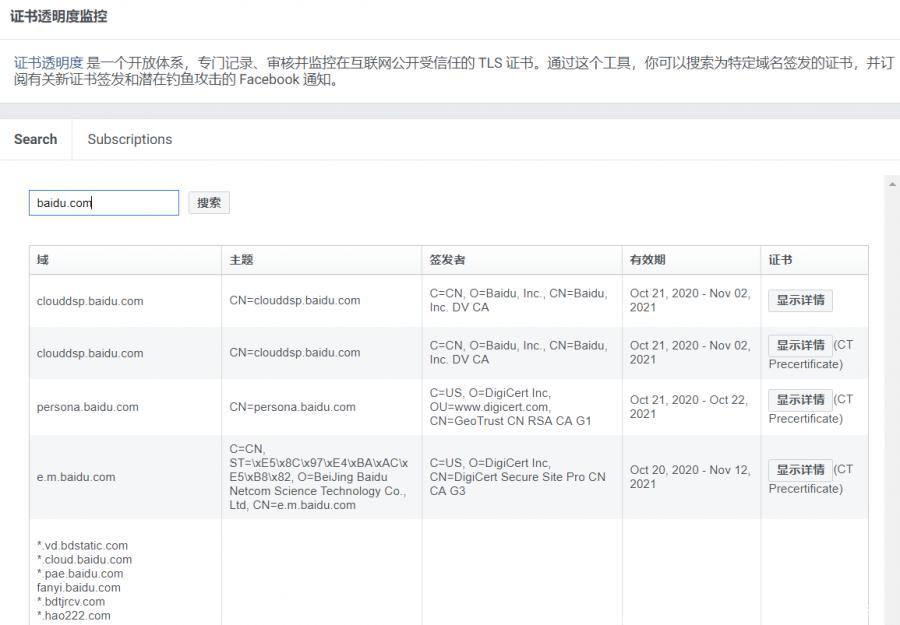 证书透明度监控
证书透明度 是一个开放体系，专门记录、审核并监控在互联网公开受信任的 TLS 证书。通过这个工具，你可以搜索为特定域名签发的证书，并订
阅有关新证书签发和潜在钓鱼攻击的 Facebook 通知。
Search Subscriptions
baidu.com 搜索
域 主题 签发者 有效期 证书
clouddsp.baidu.com
CN=clouddsp.baidu.com
C=CN, O=Baidu, Inc., CN=Baidu,
Inc. DV CA
Oct 21, 2020 - Nov 02,
2021
显示详情
clouddsp.baidu.com
CN=clouddsp.baidu.com
C=CN, O=Baidu, Inc., CN=Baidu,
Inc. DV CA
Oct 21, 2020 - Nov 02,
2021
显示详情 (CT
Precertificate)
persona.baidu.com
CN=persona.baidu.com
C=US, O=DigiCert Inc,
OU=www.digicert.com,
CN=GeoTrust CN RSA CA G1
Oct 21, 2020 - Oct 22,
2021
显示详情 (CT
Precertificate)
e.m.baidu.com
C=CN,
ST=\xE5\x8C\x97\xE4\xBA\xAC\x
E5\xB8\x82, O=BeiJing Baidu
Netcom Science Technology Co.,
Ltd, CN=e.m.baidu.com
C=US, O=DigiCert Inc,
CN=DigiCert Secure Site Pro CN
CA G3
Oct 20, 2020 - Nov 12,
2021
显示详情 (CT
Precertificate)
*.vd.bdstatic.com
*.cloud.baidu.com
*.pae.baidu.com
fanyi.baidu.com
*.bdtjrcv.com
*.hao222.com